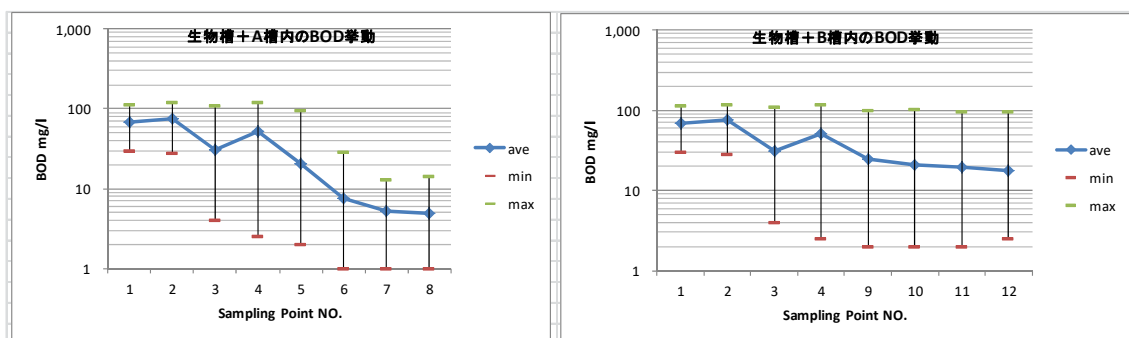 生物槽＋A槽内のBOD挙動
1,000
100
10
1
BOD mg/l
1 2 3 4 5 6 7 8
Sampling Point NO.
ave
min
max
生物槽＋B槽内のBOD挙動
1,000
100
10
1
BOD mg/l
1 2 3 4 9 10 11 12
Sampling Point NO.
ave
min
max